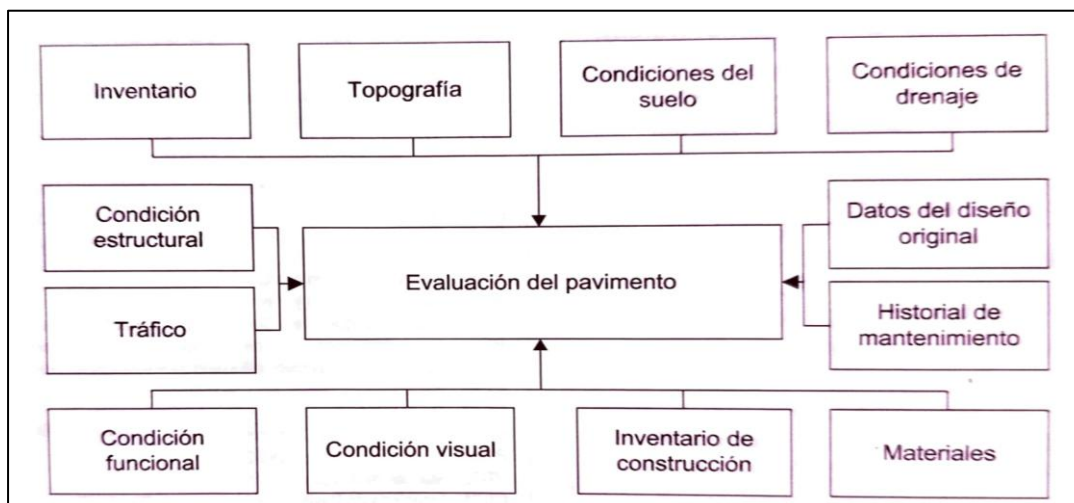 Inventario
Topografía
Condiciones del
suelo
Condiciones de
drenaje
Condición
estructural
Tráfico
Evaluación del pavimento
Datos del diseño
original
Historial de
mantenimiento
Condición
funcional
Condición visual
Inventario de
construcción
Materiales